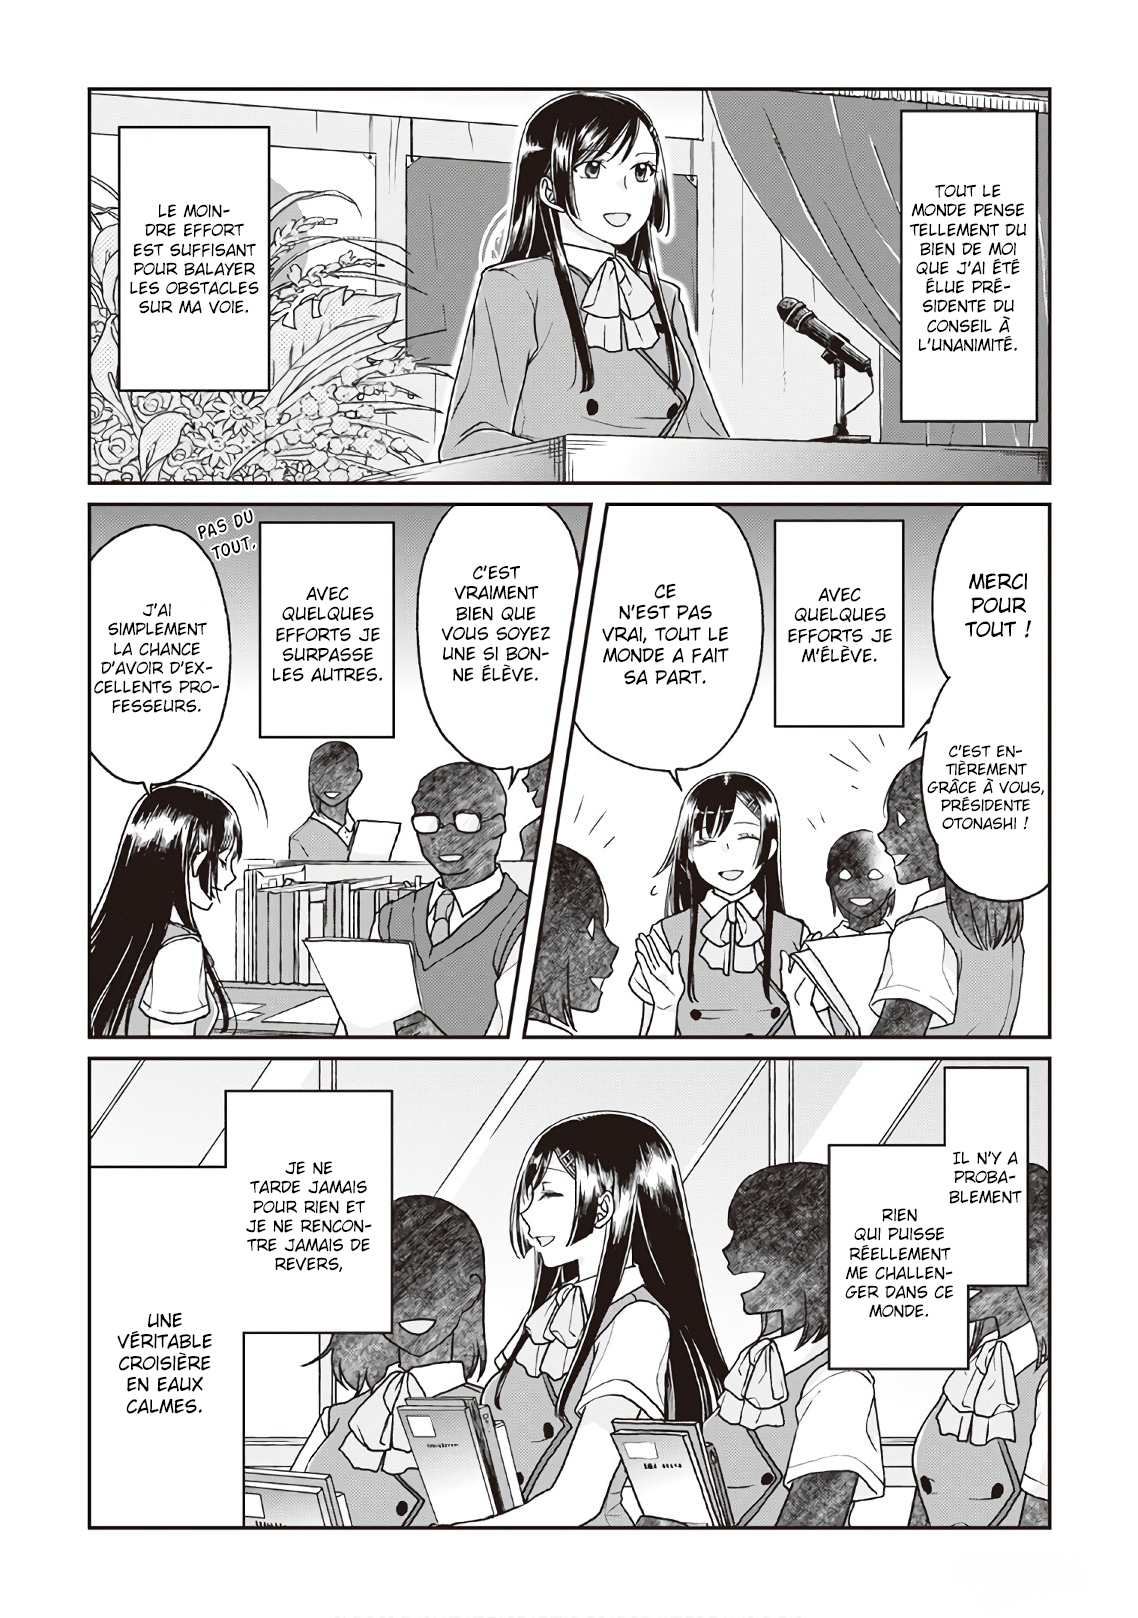 TOUT LE
MONDE PENSE
TELLEMENT DU
BIEN DE MOI
QUE J'AI ÉTÉ
ÉLUE PRÉ-
SIDENTE DU
CONSEIL À
L'UNANIMITÉ.
LE MOIN-
DRE EFFORT
EST SUFFISANT
POUR BALAYER
LES OBSTACLES
SUR MA VOIE.
MERCI
POUR
TOUT !
C'EST EN-
TIÈREMENT
GRÂCE À VOUS,
PRÉSIDENTE
OTONASHI !
AVEC
QUELQUES
EFFORTS JE
M'ÉLÈVE.
CE
N'EST PAS
VRAI, TOUT LE
MONDE A FAIT
SA PART.
C'EST
VRAIMENT
BIEN QUE
VOUS SOYEZ
UNE SI BON-
NE ÉLÈVE.
AVEC
QUELQUES
EFFORTS JE
SURPASSE
LES AUTRES.
PAS DU
TOUT,
J'AI
SIMPLEMENT
LA CHANCE
D'AVOIR D'EX-
CELLENTS PRO-
FESSEURS.
IL N'Y A
PROBA-
BLEMENT
RIEN
QUI PUISSE
RÉELLEMENT
ME CHALLEN-
GER DANS CE
MONDE.
JE NE
TARDE JAMAIS
POUR RIEN ET
JE NE RENCON-
TRE JAMAIS DE
REVERS,
UNE
VÉRITABLE
CROISIÈRE
EN EAUX
CALMES.